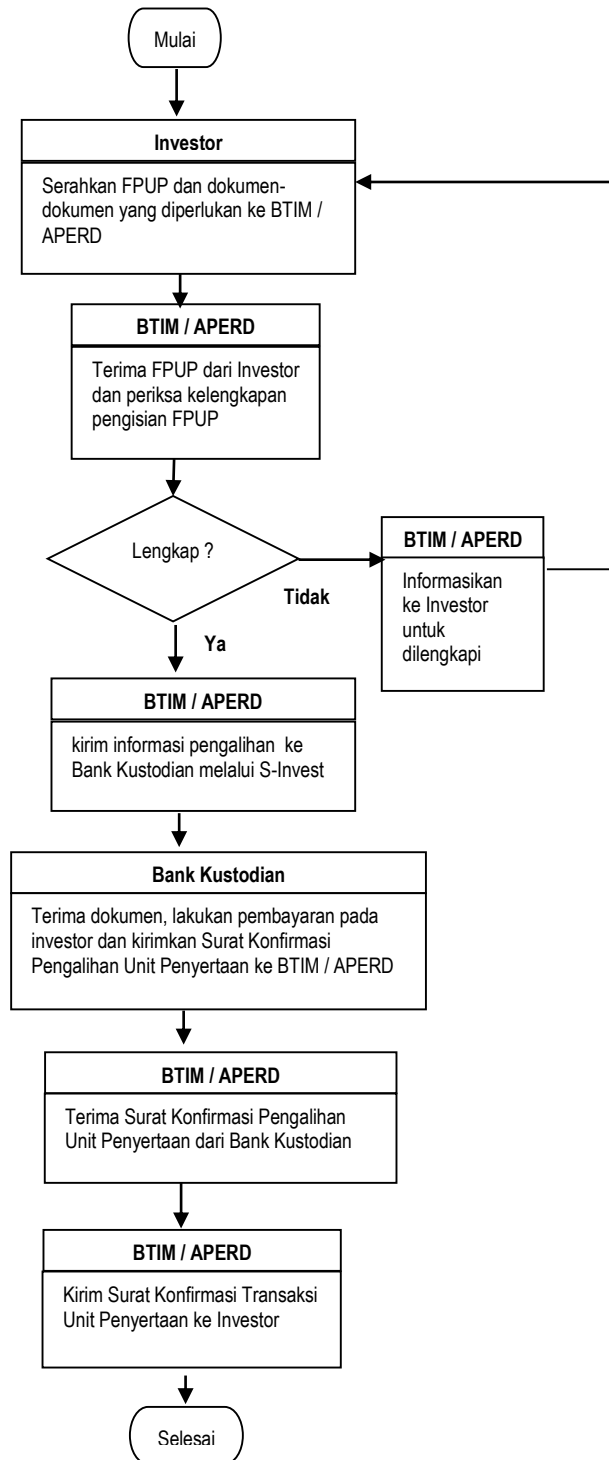 Mulai
Investor
Serahkan FPUP dan dokumen-
dokumen yang diperlukan ke BTIM /
APERD
BTIM / APERD
Terima FPUP dari Investor
dan periksa kelengkapan
pengisian FPUP
Lengkap ?
Tidak
BTIM / APERD
Informasikan
ke Investor
untuk
dilengkapi
Ya
BTIM / APERD
kirim informasi pengalihan ke
Bank Kustodian melalui S-Invest
Bank Kustodian
Terima dokumen, lakukan pembayaran pada
investor dan kirimkan Surat Konfirmasi
Pengalihan Unit Penyertaan ke BTIM / APERD
BTIM / APERD
Terima Surat Konfirmasi Pengalihan
Unit Penyertaan dari Bank Kustodian
BTIM / APERD
Kirim Surat Konfirmasi Transaksi
Unit Penyertaan ke Investor
Selesai